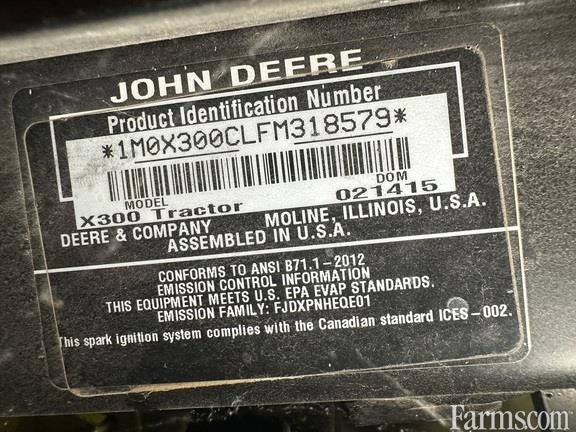 JOHN DEERE
Product Identification Number
*1M0X300CLFM318579*
MODEL DOM
X300 Tractor 021415
DEERE & COMPANY MOLINE, ILLINOIS, U.S.A.
ASSEMBLED IN U.S.A.
CONFORMS TO ANSI B71.1-2012
EMISSION CONTROL INFORMATION
THIS EQUIPMENT MEETS U.S. EPA EVAP STANDARDS.
EMISSION FAMILY: FJDXPNHEQE01
This spark ignition system complies with the Canadian standard ICES-002.
Farms.com